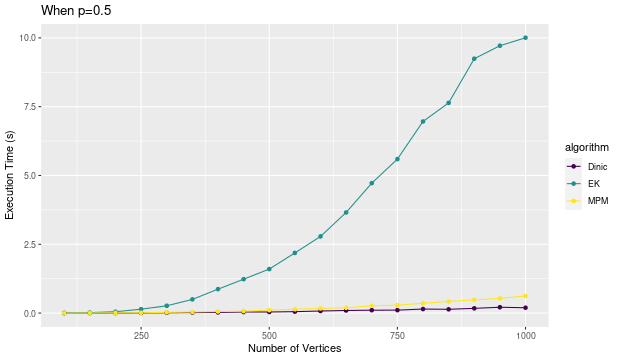 When p=0.5
Execution Time (s)
10.0
7.5
5.0
2.5
0.0
250
500
750
1000
Number of Vertices
algorithm
Dinic
EK
MPM